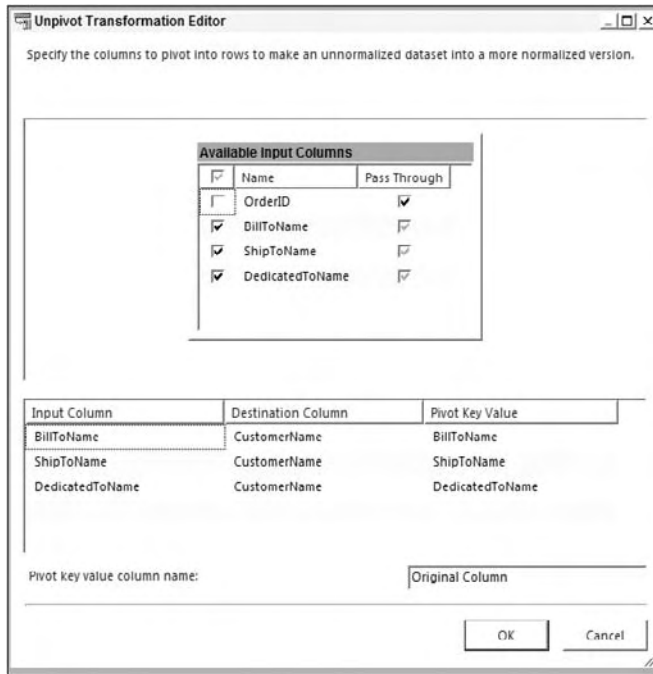 Unpivot Transformation Editor
Specify the columns to pivot into rows to make an unnormalized dataset into a more normalized version.
Available Input Columns
Name Pass Through
OrderID
BillToName
ShipToName
DedicatedToName
Input Column Destination Column Pivot Key Value
BillToName CustomerName BillToName
ShipToName CustomerName ShipToName
DedicatedToName CustomerName DedicatedToName
Pivot key value column name: Original Column
OK Cancel